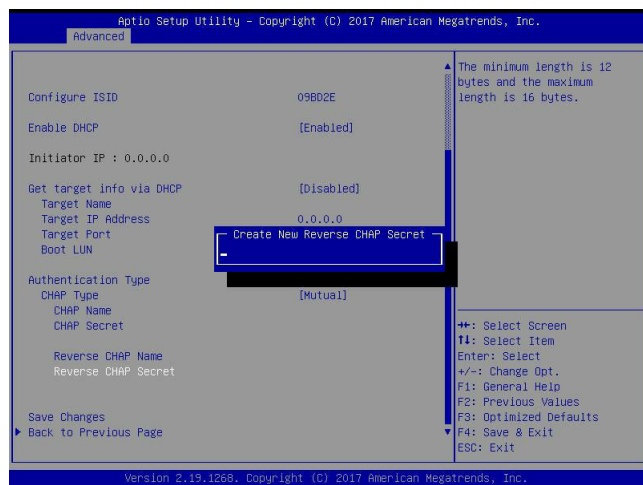 Aptio Setup Utility – Copyright (C) 2017 American Megatrends, Inc.
Advanced
Configure ISID 09BD2E
Enable DHCP [Enabled]
Initiator IP : 0.0.0.0
Get target info via DHCP [Disabled]
Target Name
Target IP Address 0.0.0.0
Target Port
Boot LUN
Create New Reverse CHAP Secret
Authentication Type
CHAP Type [Mutual]
CHAP Name
CHAP Secret
Reverse CHAP Name
Reverse CHAP Secret
Save Changes
Back to Previous Page
The minimum length is 12
bytes and the maximum
length is 16 bytes.
→←: Select Screen
↑↓: Select Item
Enter: Select
+/-: Change Opt.
F1: General Help
F2: Previous Values
F3: Optimized Defaults
F4: Save & Exit
ESC: Exit
Version 2.19.1268. Copyright (C) 2017 American Megatrends, Inc.